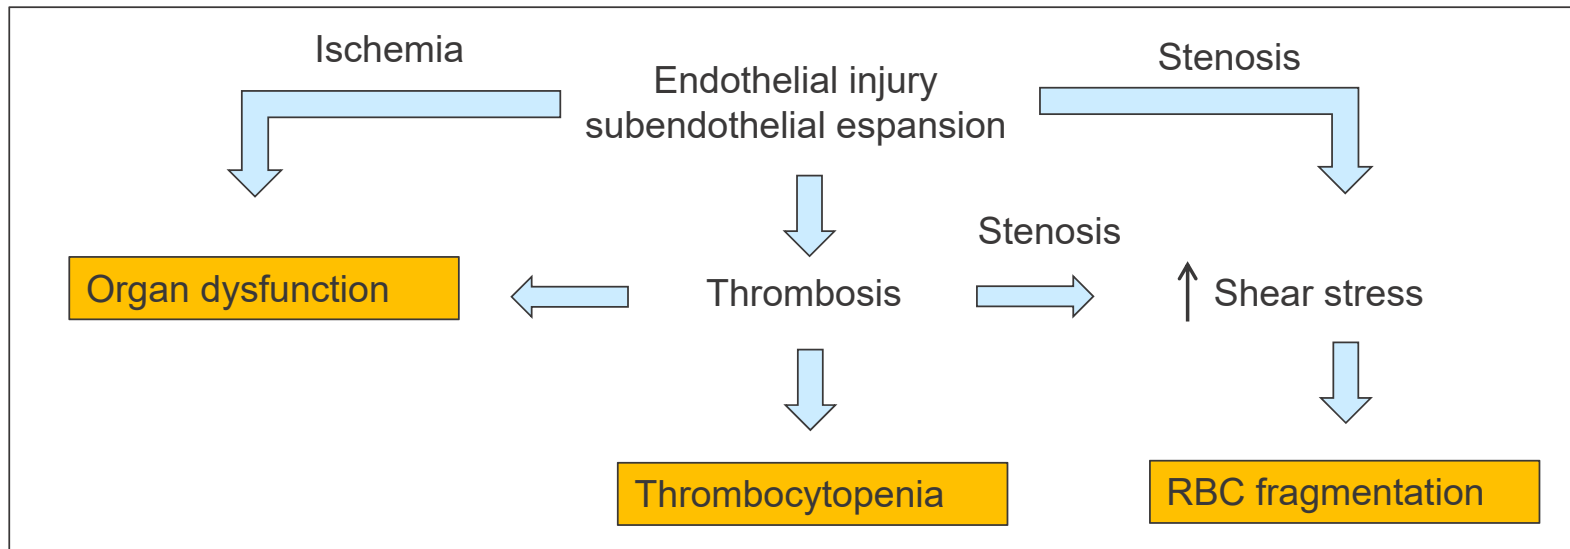 Ischemia
Endothelial injury
subendothelial espansion
Stenosis
Stenosis
Organ dysfunction
Thrombosis
Shear stress
Thrombocytopenia
RBC fragmentation